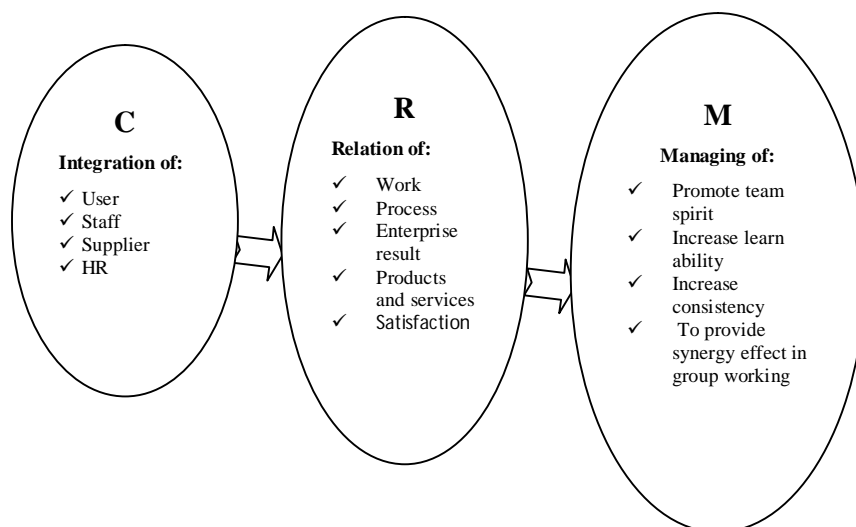 C
Integration of:
✓ User
✓ Staff
✓ Supplier
✓ HR
R
Relation of:
✓ Work
✓ Process
✓ Enterprise
result
✓ Products
and services
✓ Satisfaction
M
Managing of:
✓ Promote team
spirit
✓ Increase learn
ability
✓ Increase
consistency
✓ To provide
synergy effect in
group working